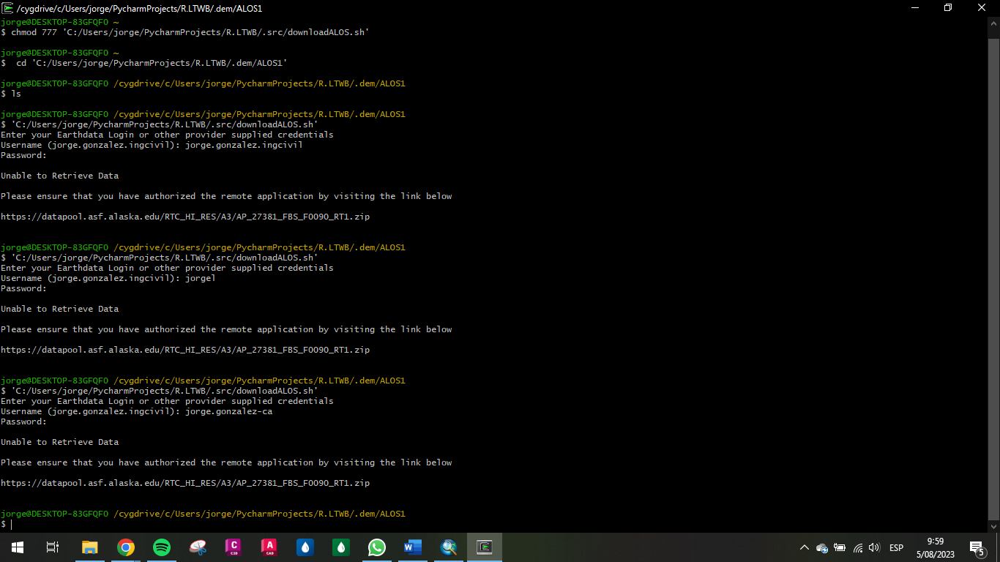 /cygdrive/c/Users/jorge/PycharmProjects/R.LTWB/.dem/ALOS1
jorge@DESKTOP-83GFQFO ~
$ chmod 777 'C:/Users/jorge/PycharmProjects/R.LTWB/.src/downloadALOS.sh'
jorge@DESKTOP-83GFQFO ~
$  cd 'C:/Users/jorge/PycharmProjects/R.LTWB/.dem/ALOS1'
jorge@DESKTOP-83GFQFO /cygdrive/c/Users/jorge/PycharmProjects/R.LTWB/.dem/ALOS1
$ ls
jorge@DESKTOP-83GFQFO /cygdrive/c/Users/jorge/PycharmProjects/R.LTWB/.dem/ALOS1
$ 'C:/Users/jorge/PycharmProjects/R.LTWB/.src/downloadALOS.sh'
Enter your Earthdata Login or other provider supplied credentials
Username (jorge.gonzalez.ingcivil): jorge.gonzalez.ingcivil
Password:
Unable to Retrieve Data
Please ensure that you have authorized the remote application by visiting the link below
https://datapool.asf.alaska.edu/RTC_HI_RES/A3/AP_27381_FBS_F0090_RT1.zip
jorge@DESKTOP-83GFQFO /cygdrive/c/Users/jorge/PycharmProjects/R.LTWB/.dem/ALOS1
$ 'C:/Users/jorge/PycharmProjects/R.LTWB/.src/downloadALOS.sh'
Enter your Earthdata Login or other provider supplied credentials
Username (jorge.gonzalez.ingcivil): jorgel
Password:
Unable to Retrieve Data
Please ensure that you have authorized the remote application by visiting the link below
https://datapool.asf.alaska.edu/RTC_HI_RES/A3/AP_27381_FBS_F0090_RT1.zip
jorge@DESKTOP-83GFQFO /cygdrive/c/Users/jorge/PycharmProjects/R.LTWB/.dem/ALOS1
$ 'C:/Users/jorge/PycharmProjects/R.LTWB/.src/downloadALOS.sh'
Enter your Earthdata Login or other provider supplied credentials
Username (jorge.gonzalez.ingcivil): jorge.gonzalez-ca
Password:
Unable to Retrieve Data
Please ensure that you have authorized the remote application by visiting the link below
https://datapool.asf.alaska.edu/RTC_HI_RES/A3/AP_27381_FBS_F0090_RT1.zip
jorge@DESKTOP-83GFQFO /cygdrive/c/Users/jorge/PycharmProjects/R.LTWB/.dem/ALOS1
$
C
C3D
A
CAD
W
ESP
9:59
5/08/2023
5